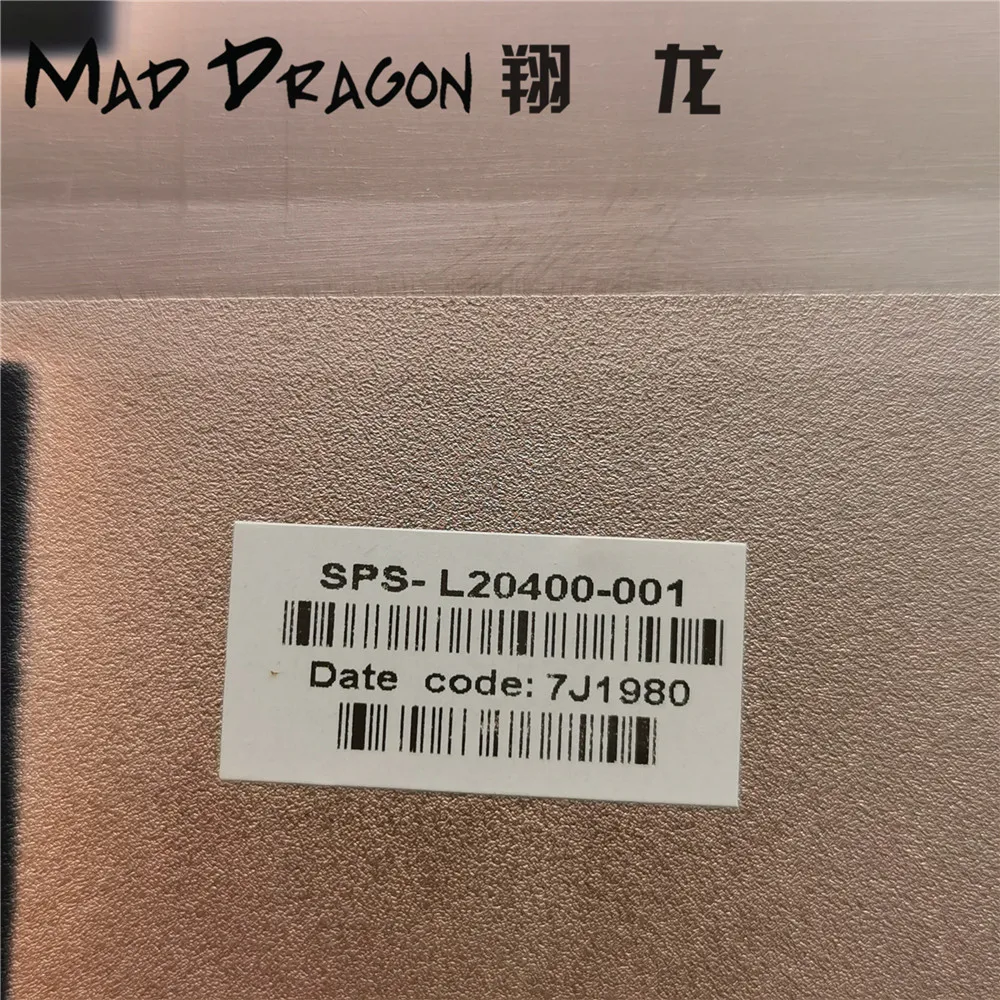 MAD DRAGON 翔 龙
SPS- L20400-001
Date code: 7J1980